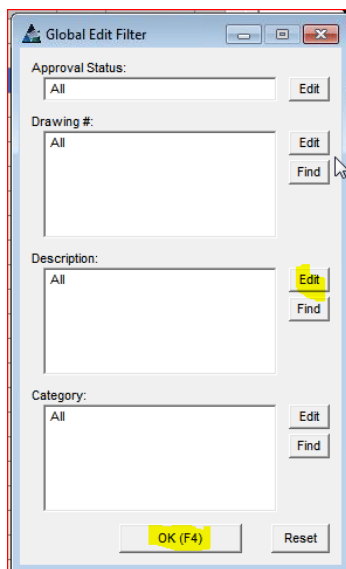 Global Edit Filter
Approval Status:
All
Edit
Drawing #:
All
Edit
Find
Description:
All
Edit
Find
Category:
All
Edit
Find
OK (F4)
Reset